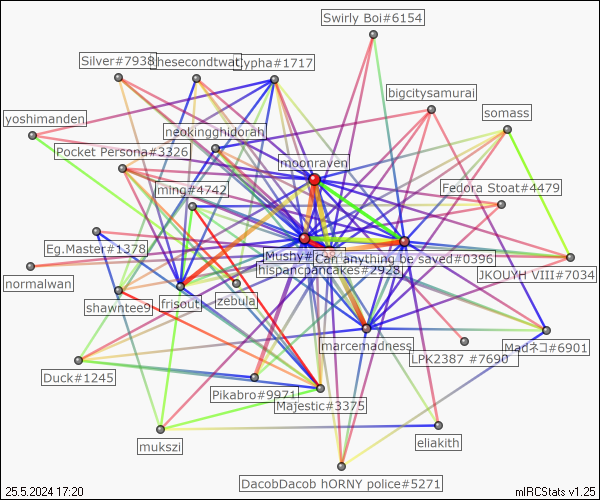 Swirly Boi#6154
Silver#7938
thesecondtwat
Lypha#1717
bigcitysamurai
somass
yoshimanden
neokingghidorah
Pocket Persona#3326
moonraven
ming#4742
Fedora Stoat#4479
Eg.Master#1378
Mushy#
Can anything be saved#0396
hispancpancakes#2928
JKOUYH VIII#7034
normalwan
shawntee9
frisout
zebula
marcemadness
LPK2387 #7690
Madネコ#6901
Duck#1245
Pikabro#9971
Majestic#3375
mukszi
eliakith
DacobDacob hORNY police#5271
25.5.2024 17:20
mIRCStats v1.25